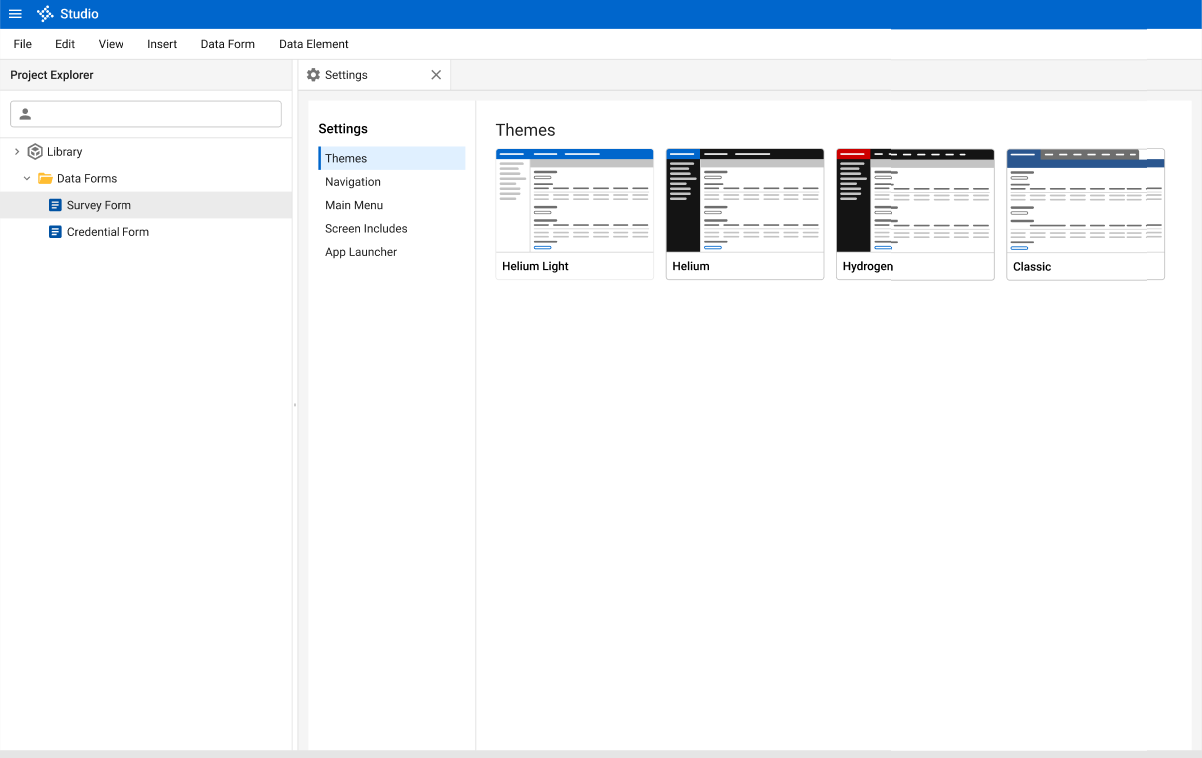 Studio
File Edit View Insert Data Form Data Element
Project Explorer
Settings
Library
Data Forms
Survey Form
Credential Form
Settings
Themes
Navigation
Main Menu
Screen Includes
App Launcher
Themes
Helium Light
Helium
Hydrogen
Classic